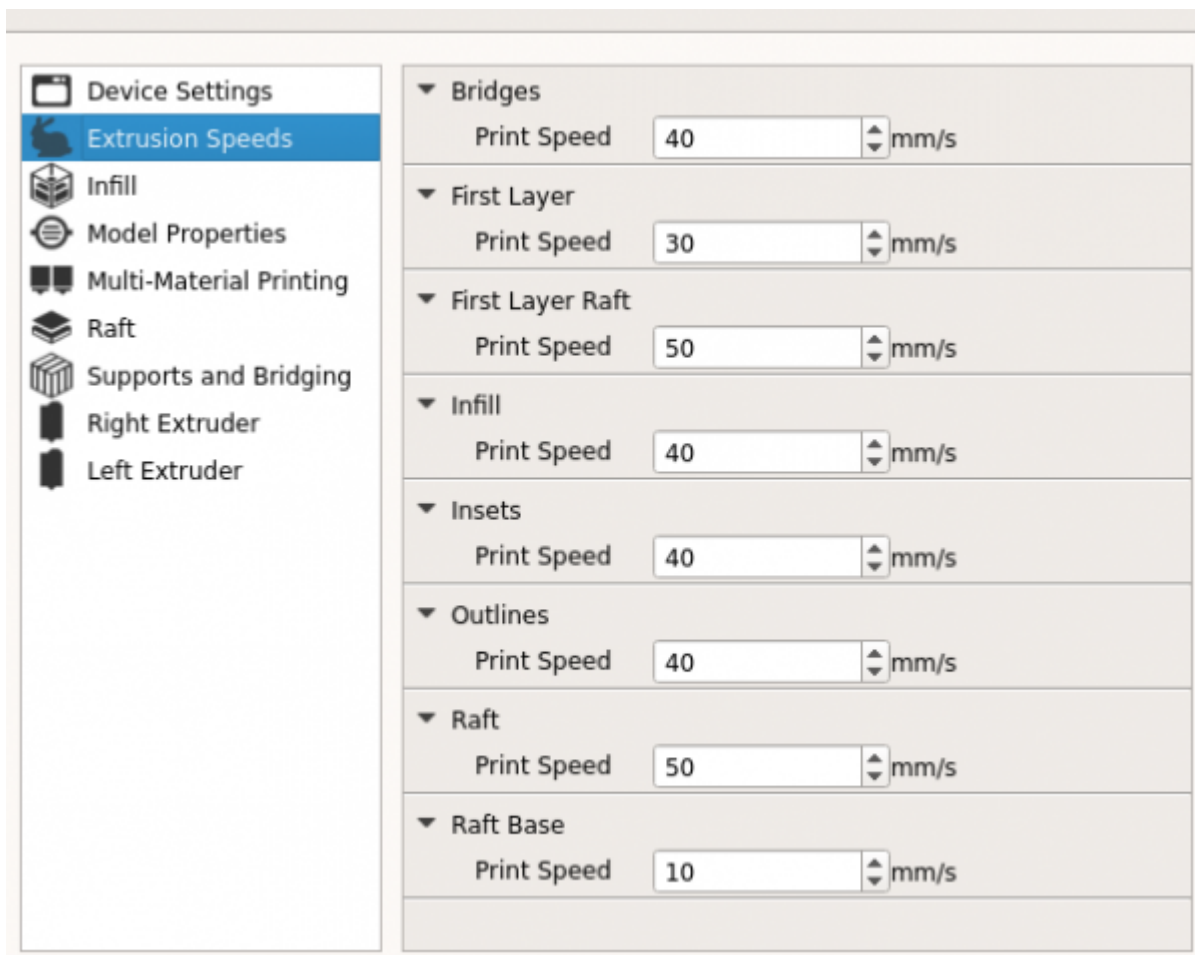 Device Settings
Extrusion Speeds
Infill
Model Properties
Multi-Material Printing
Raft
Supports and Bridging
Right Extruder
Left Extruder
Bridges
Print Speed 40 mm/s
First Layer
Print Speed 30 mm/s
First Layer Raft
Print Speed 50 mm/s
Infill
Print Speed 40 mm/s
Insets
Print Speed 40 mm/s
Outlines
Print Speed 40 mm/s
Raft
Print Speed 50 mm/s
Raft Base
Print Speed 10 mm/s